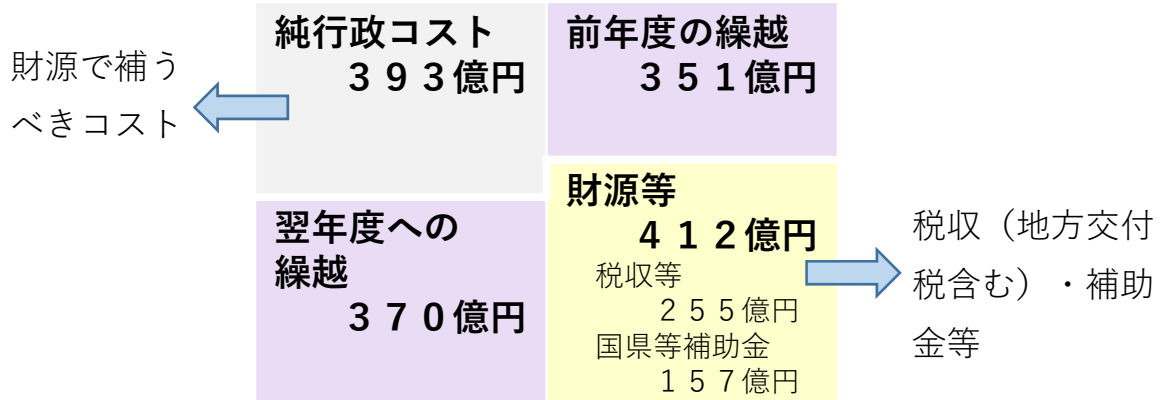 財源で補う
べきコスト
純行政コスト
３９３億円
前年度の繰越
３５１億円
翌年度への
繰越
３７０億円
財源等
４１２億円
税収等
２５５億円
国県等補助金
１５７億円
税収（地方交付
税含む）・補助
金等